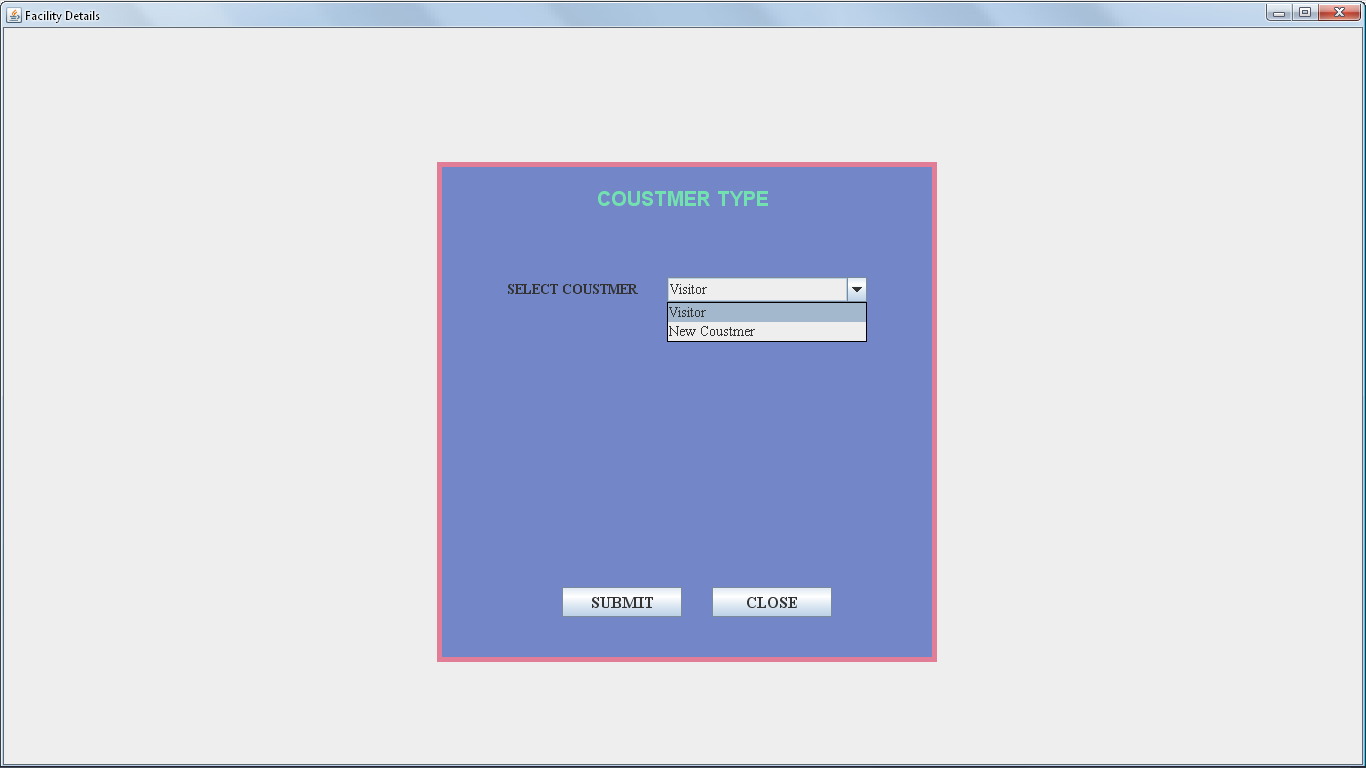 Facility Details
COUSTMER TYPE
SELECT COUSTMER Visitor
Visitor
New Coustmer
SUBMIT CLOSE